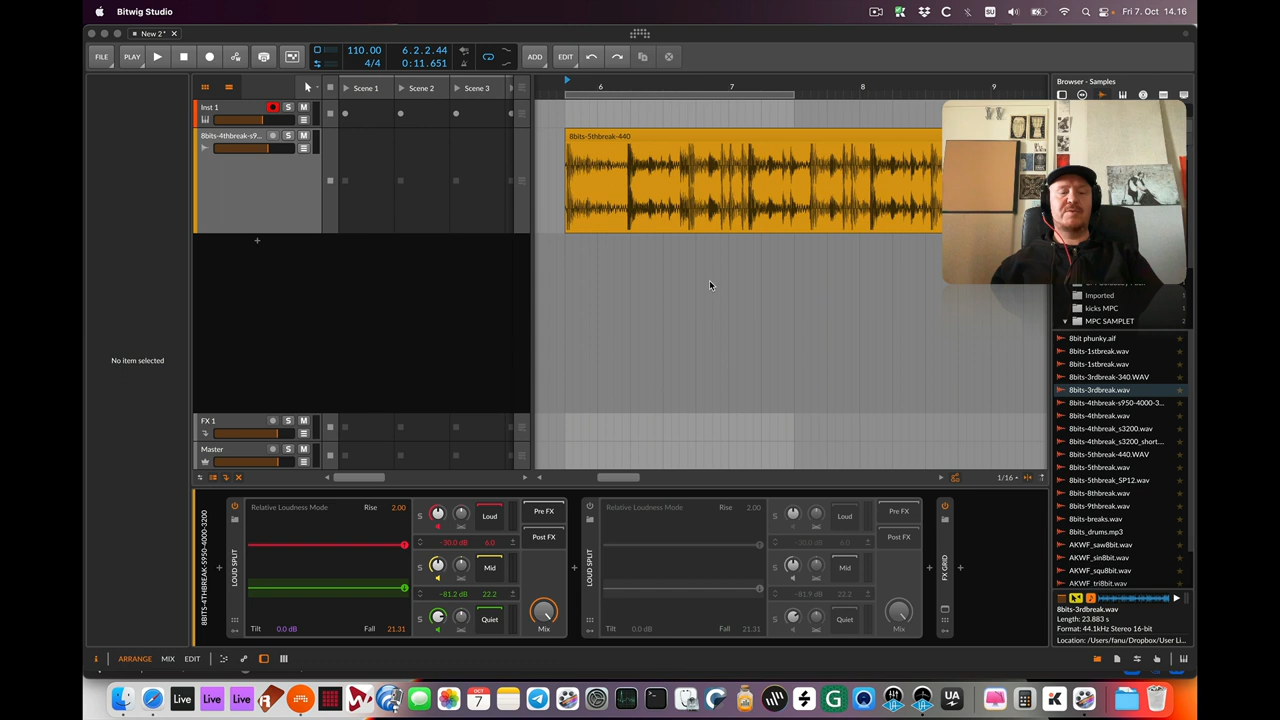 Bitwig Studio
SU
Fri 7. Oct 14.16
New 2*
FILE
PLAY
110.00
4/4
6.2.2.44
0:11.651
ADD
EDIT
Scene 1
Scene 2
Scene 3
6
7
8
9
Browser - Samples
Inst 1
S
M
8bits-4thbreak-s9...
S
M
8bits-5thbreak-440
No item selected
Imported
kicks MPC
MPC SAMPLET
8bit phunky.aif
8bits-1stbreak.wav
8bits-1stbreak.wav
8bits-3rdbreak-340.WAV
8bits-3rdbreak.wav
8bits-4thbreak-s950-4000-3...
8bits-4thbreak.wav
8bits-4thbreak_s3200.wav
8bits-4thbreak_s3200_short....
8bits-5thbreak-440.WAV
8bits-5thbreak.wav
8bits-5thbreak_SP12.wav
8bits-8thbreak.wav
8bits-9thbreak.wav
8bits-breaks.wav
8bits_drums.mp3
AKWF_saw8bit.wav
AKWF_sin8bit.wav
AKWF_squ8bit.wav
AKWF_tri8bit.wav
8bits-3rdbreak.wav
Length: 23.883 s
Format: 44.1kHz Stereo 16-bit
Location: /Users/fanu/Dropbox/User Li...
FX 1
S
M
Master
S
M
1/16
8BITS-4THBREAK-S950-4000-3200
LOUD SPLIT
Relative Loudness Mode
Rise
2.00
S
Loud
-30.0 dB
6.0
S
Mid
-81.2 dB
22.2
S
Quiet
Tilt
0.0 dB
Fall
21.31
Pre FX
Post FX
Mix
LOUD SPLIT
Relative Loudness Mode
Rise
2.00
S
Loud
-30.0 dB
6.0
S
Mid
-81.9 dB
22.2
S
Quiet
Tilt
0.0 dB
Fall
21.31
Pre FX
Post FX
Mix
FX GRID
ARRANGE
MIX
EDIT
Live
Live
Live
OCT
7
UA